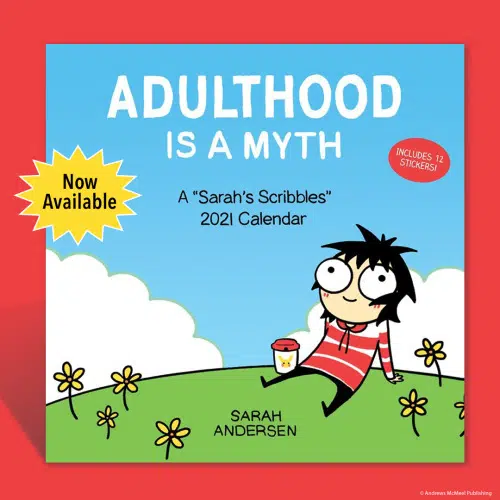 ADULTHOOD
IS A MYTH
INCLUDES 12
STICKERS!
Now
Available
A “Sarah’s Scribbles”
2021 Calendar
SARAH
ANDERSEN
© Andrews McMeel Publishing